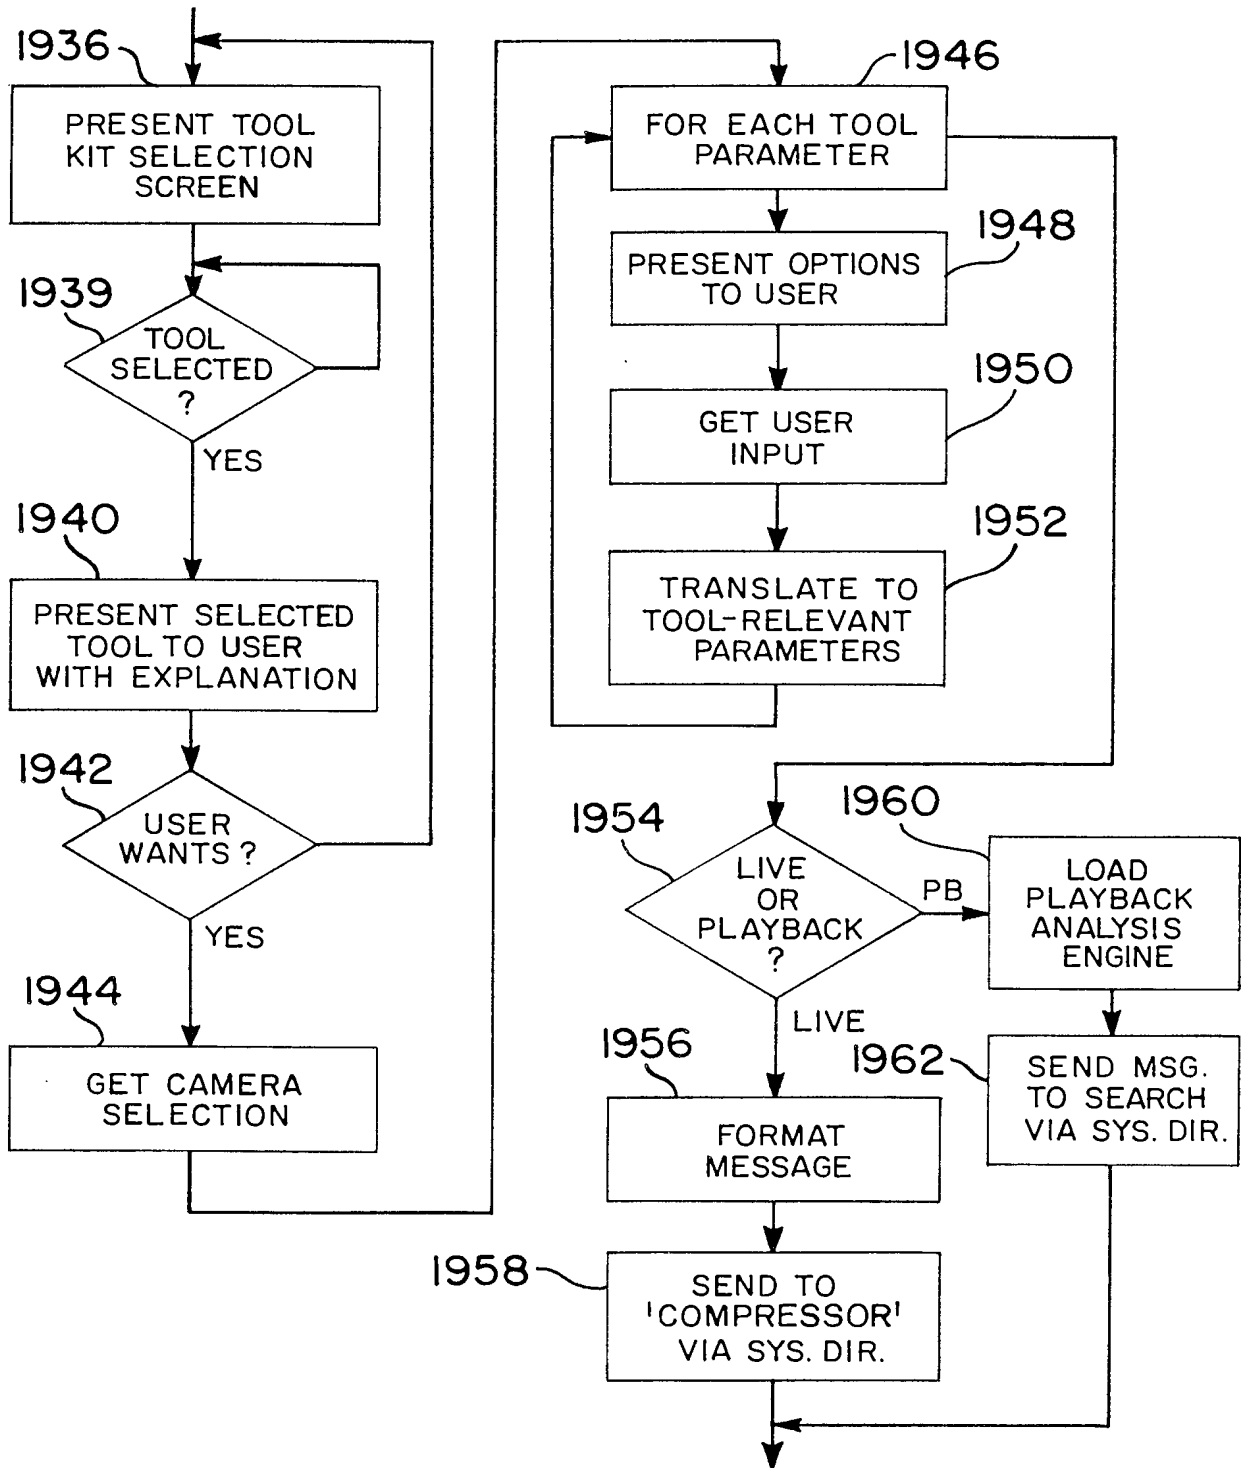 1936
PRESENT TOOL
KIT SELECTION
SCREEN
1939
TOOL
SELECTED
?
YES
1940
PRESENT SELECTED
TOOL TO USER
WITH EXPLANATION
1942
USER
WANTS?
YES
1944
GET CAMERA
SELECTION
1946
FOR EACH TOOL
PARAMETER
1948
PRESENT OPTIONS
TO USER
1950
GET USER
INPUT
1952
TRANSLATE TO
TOOL-RELEVANT
PARAMETERS
1954
LIVE
OR
PLAYBACK
?
PB
LIVE
1960
LOAD
PLAYBACK
ANALYSIS
ENGINE
1962
SEND MSG.
TO SEARCH
VIA SYS. DIR.
1956
FORMAT
MESSAGE
1958
SEND TO
'COMPRESSOR'
VIA SYS. DIR.